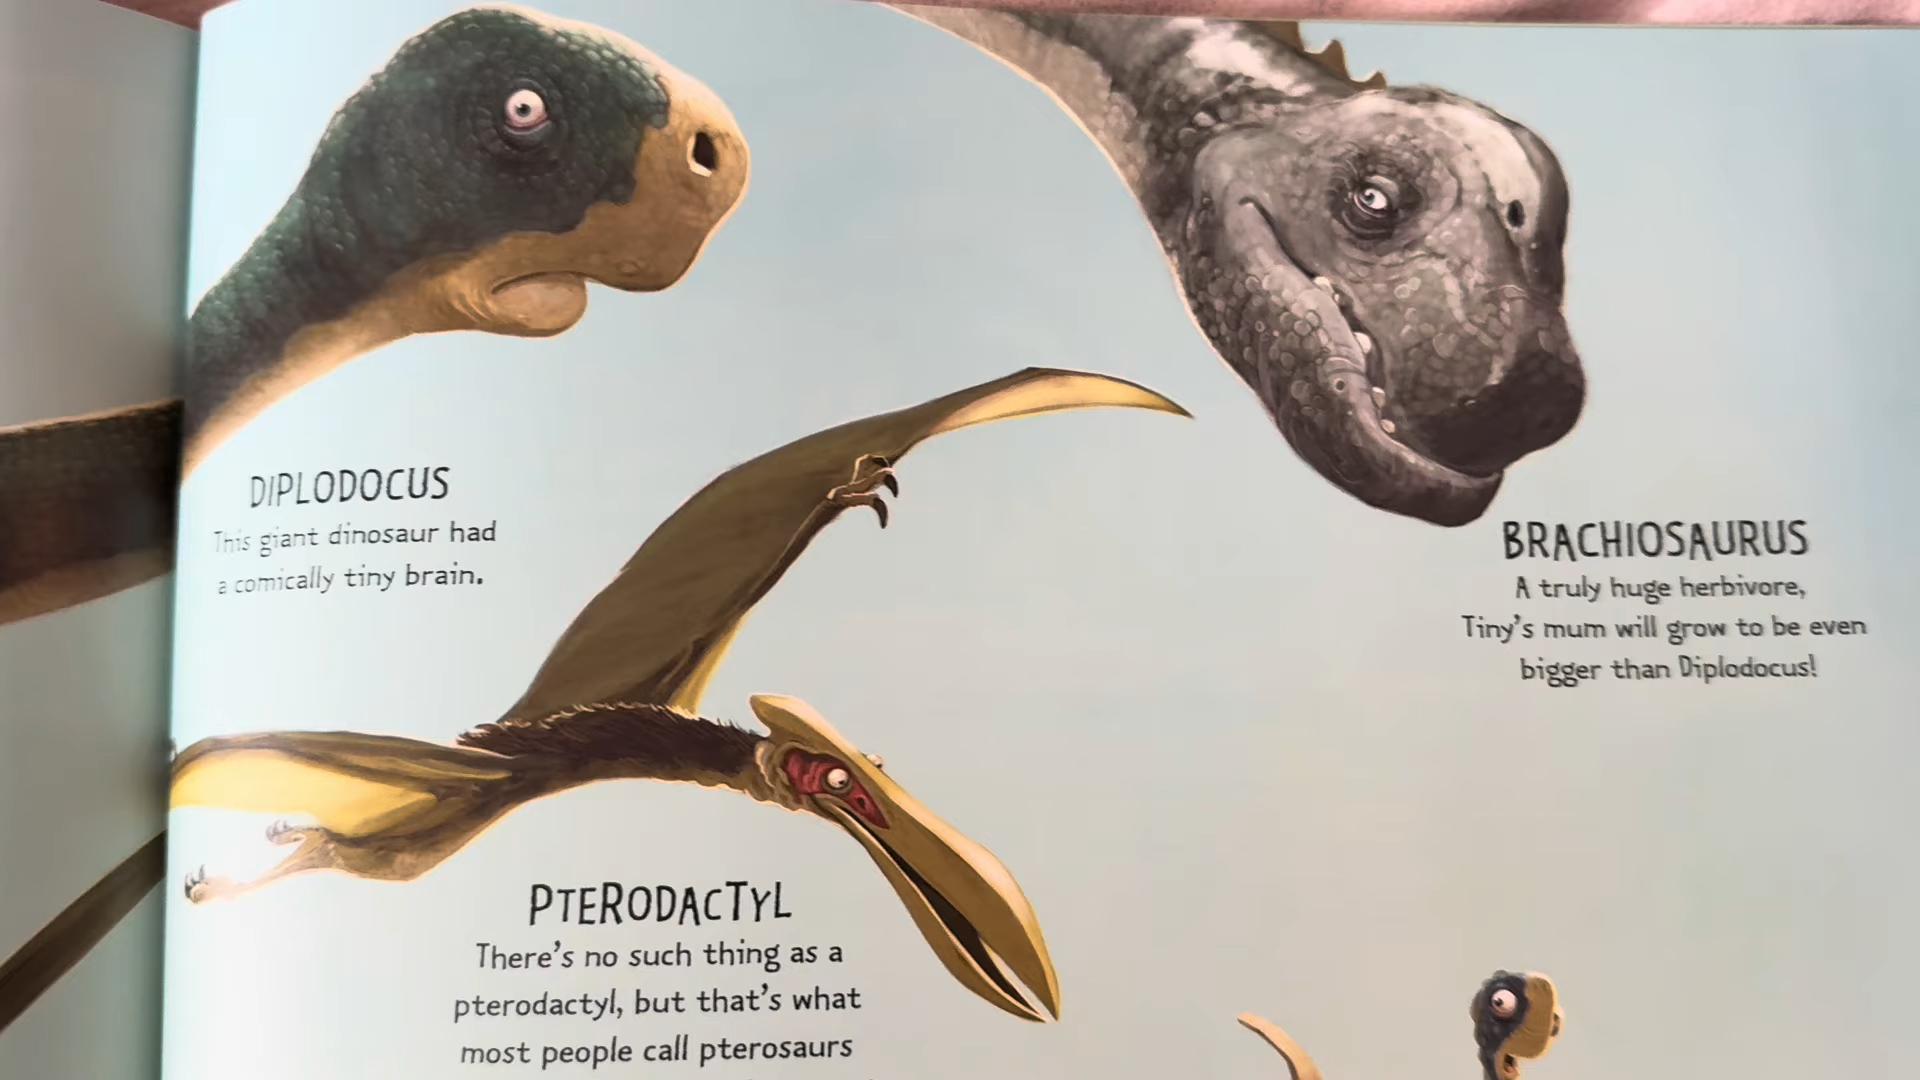 DIPLODOCUS
This giant dinosaur had
a comically tiny brain.
BRACHIOSAURUS
A truly huge herbivore,
Tiny's mum will grow to be even
bigger than Diplodocus!
PTERODACTYL
There's no such thing as a
pterodactyl, but that's what
most people call pterosaurs